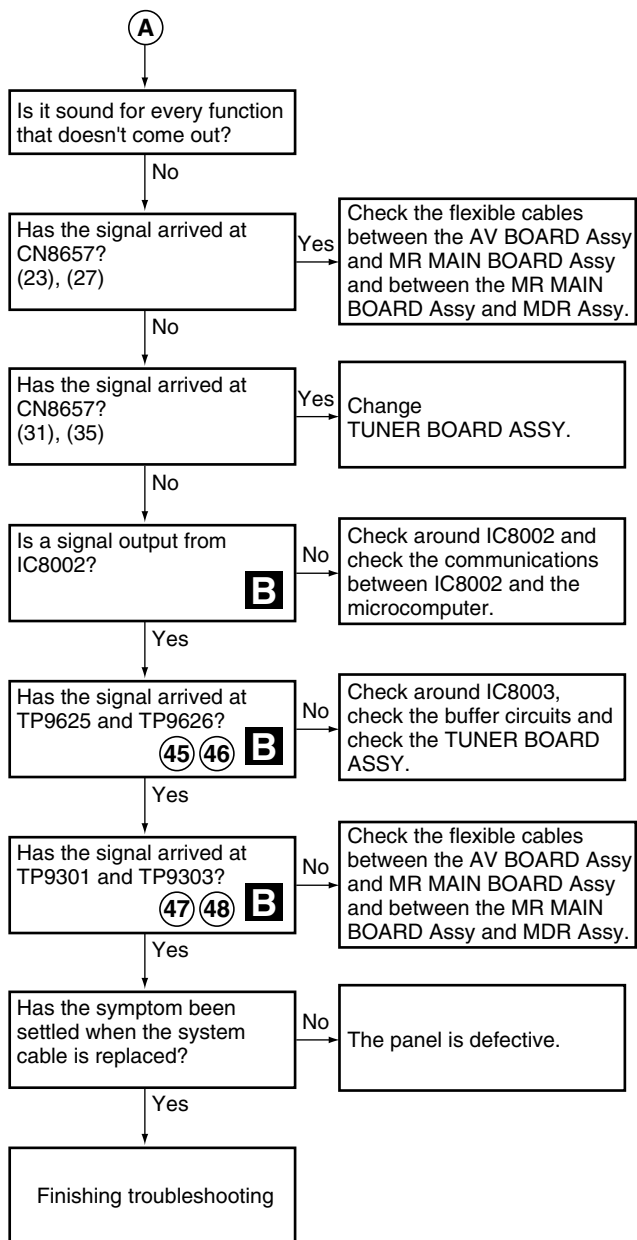 A
Is it sound for every function
that doesn't come out?
No
Has the signal arrived at
CN8657?
(23), (27)
Yes
Check the flexible cables
between the AV BOARD Assy
and MR MAIN BOARD Assy
and between the MR MAIN
BOARD Assy and MDR Assy.
No
Has the signal arrived at
CN8657?
(31), (35)
Yes
Change
TUNER BOARD ASSY.
No
Is a signal output from
IC8002?
B
No
Check around IC8002 and
check the communications
between IC8002 and the
microcomputer.
Yes
Has the signal arrived at
TP9625 and TP9626?
45 46 B
No
Check around IC8003,
check the buffer circuits and
check the TUNER BOARD
ASSY.
Yes
Has the signal arrived at
TP9301 and TP9303?
47 48 B
No
Check the flexible cables
between the AV BOARD Assy
and MR MAIN BOARD Assy
and between the MR MAIN
BOARD Assy and MDR Assy.
Yes
Has the symptom been
settled when the system
cable is replaced?
No
The panel is defective.
Yes
Finishing troubleshooting